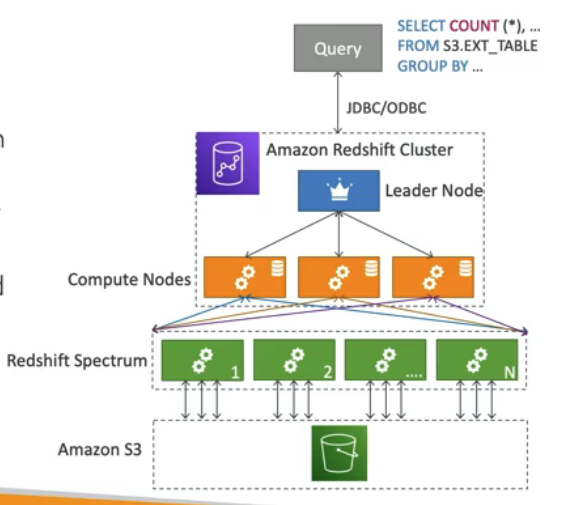 SELECT COUNT (*), ...
FROM S3.EXT_TABLE
GROUP BY ...
Query
JDBC/ODBC
Amazon Redshift Cluster
Leader Node
Compute Nodes
Redshift Spectrum
1
2
....
N
Amazon S3